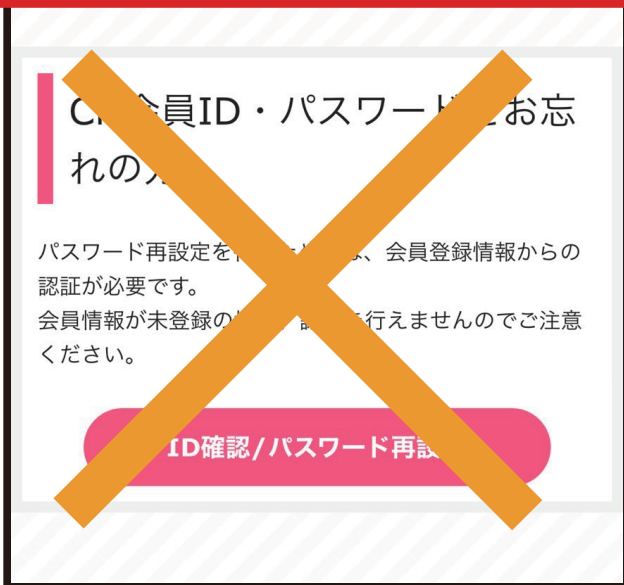 C 会員ID・パスワード お忘
れの
パスワード再設定を 、会員登録情報からの
認証が必要です。
会員情報が未登録の 行えませんのでご注意
ください。
ID確認/パスワード再設